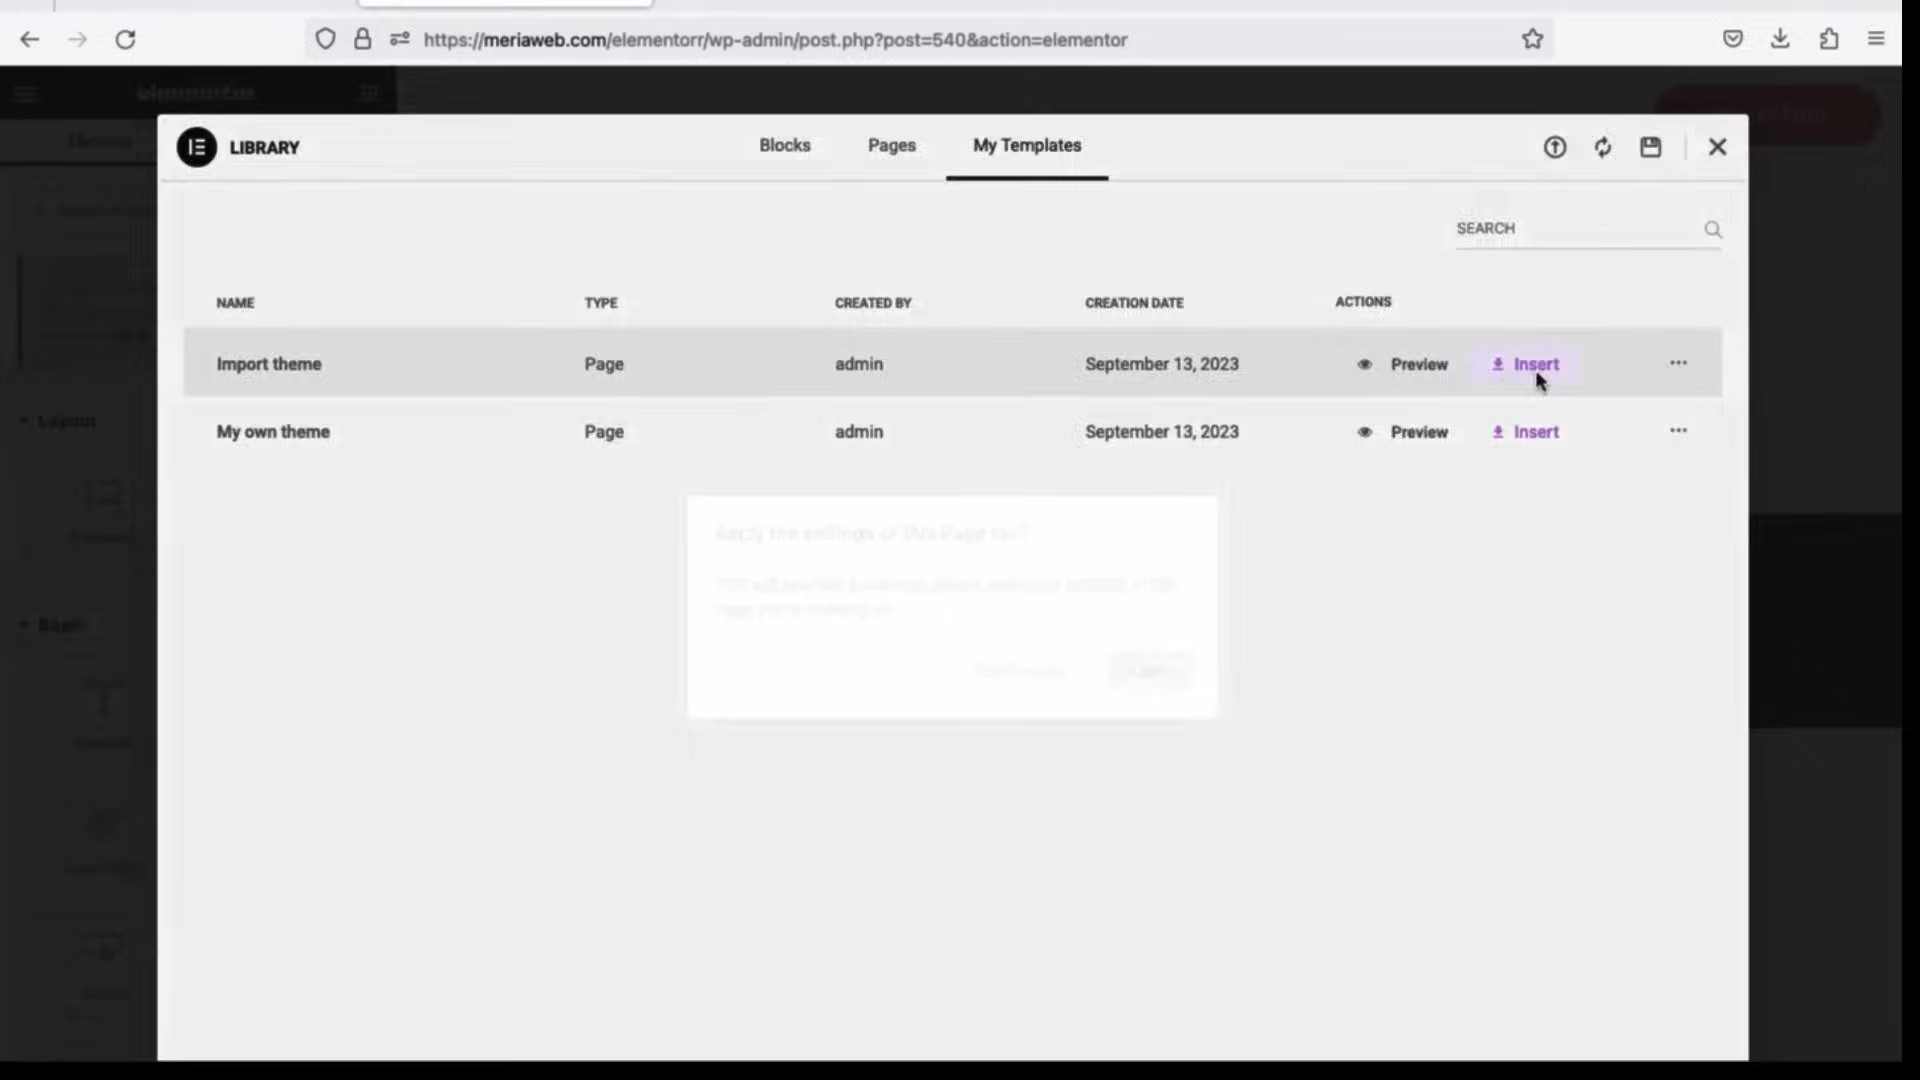 https://meriaweb.com/elementorr/wp-admin/post.php?post=540&action=elementor
LIBRARY
Blocks
Pages
My Templates
SEARCH
NAME TYPE CREATED BY CREATION DATE ACTIONS
Import theme Page admin September 13, 2023 Preview Insert
My own theme Page admin September 13, 2023 Preview Insert
Layout
Basic